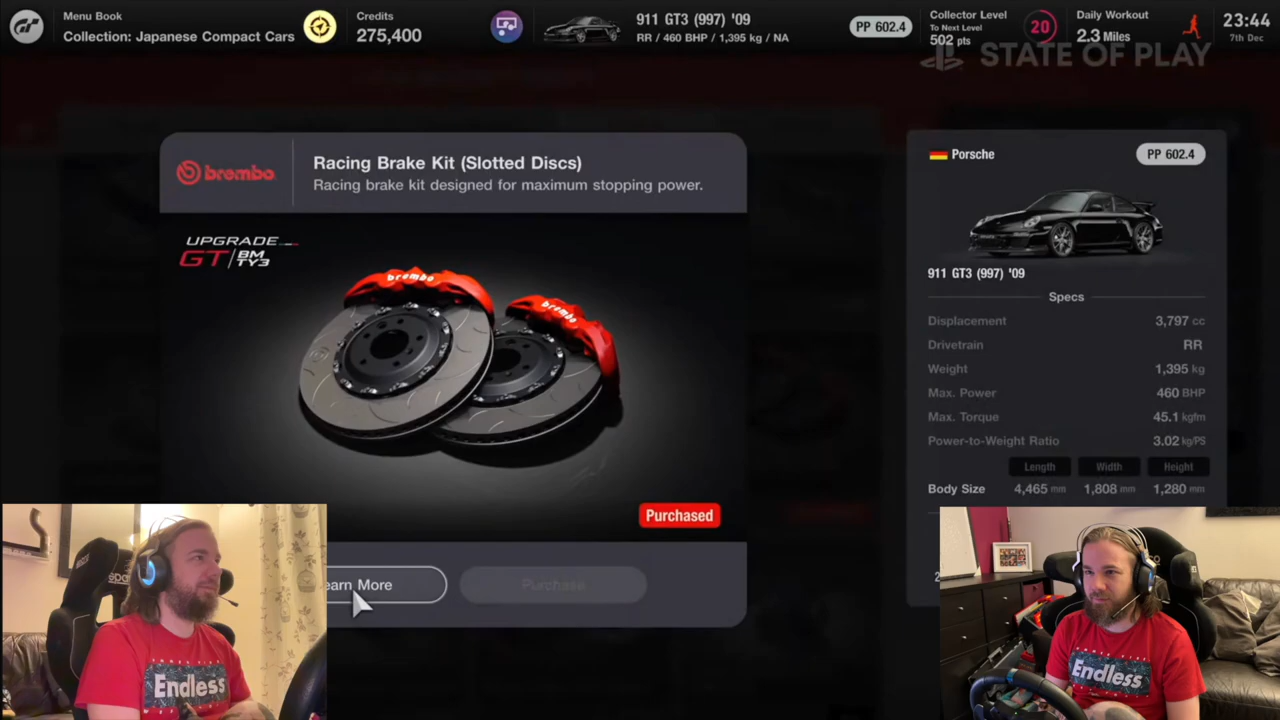 Menu Book
Collection: Japanese Compact Cars
Credits
275,400
911 GT3 (997) '09
RR / 460 BHP / 1,395 kg / NA
PP 602.4
Collector Level
To Next Level
502 pts
20
Daily Workout
2.3 Miles
23:44
7th Dec
STATE OF PLAY
brembo
Racing Brake Kit (Slotted Discs)
Racing brake kit designed for maximum stopping power.
UPGRADE
GT/BM
TY3
brembo
brembo
Purchased
earn More
Purchase
Porsche
PP 602.4
911 GT3 (997) '09
Specs
Displacement 3,797 cc
Drivetrain RR
Weight 1,395 kg
Max. Power 460 BHP
Max. Torque 45.1 kgfm
Power-to-Weight Ratio 3.02 kg/PS
Length Width Height
Body Size 4,465 mm 1,808 mm 1,280 mm
Endless
Endless